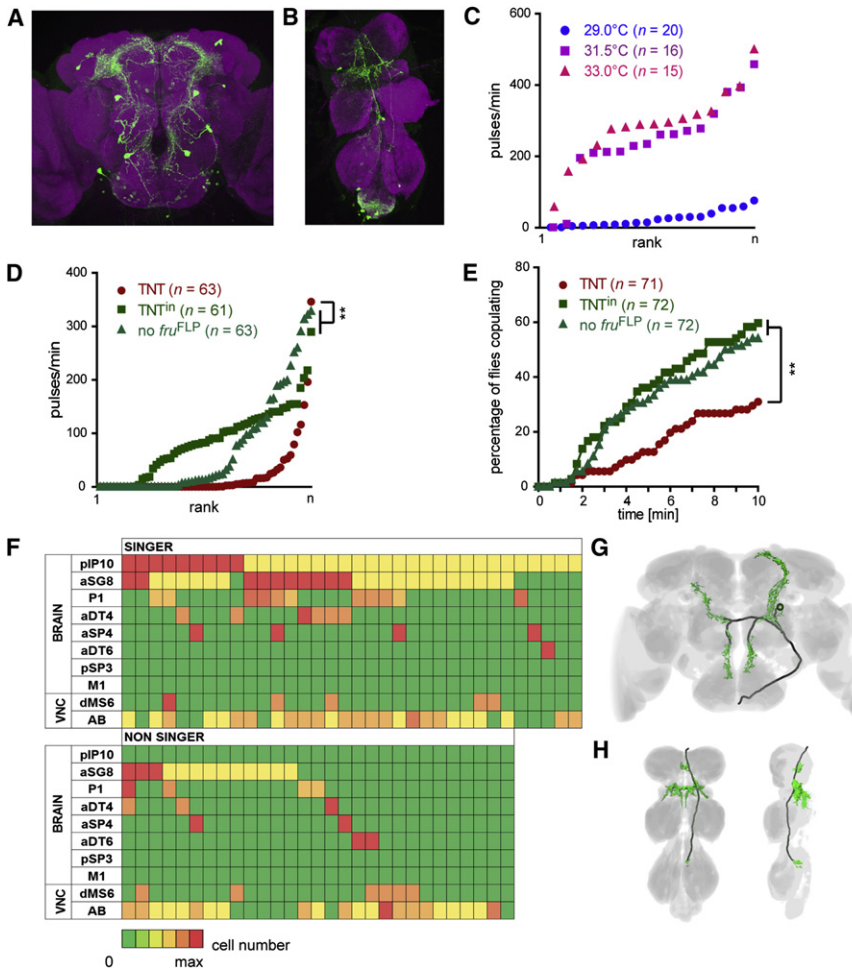 A
B
C
600
400
200
0
pulses/min
29.0°C (n = 20)
31.5°C (n = 16)
33.0°C (n = 15)
1
rank
n
D
400
300
200
100
0
pulses/min
TNT (n = 63)
TNTin (n = 61)
no fruFLP (n = 63)
**
1
rank
n
E
80
60
40
20
0
percentage of flies copulating
TNT (n = 71)
TNTin (n = 72)
no fruFLP (n = 72)
**
0 2 4 6 8 10
time [min]
F
SINGER
BRAIN
pIP10
aSG8
P1
aDT4
aSP4
aDT6
pSP3
M1
VNC
dMS6
AB
NON SINGER
BRAIN
pIP10
aSG8
P1
aDT4
aSP4
aDT6
pSP3
M1
VNC
dMS6
AB
cell number
0 max
G
H